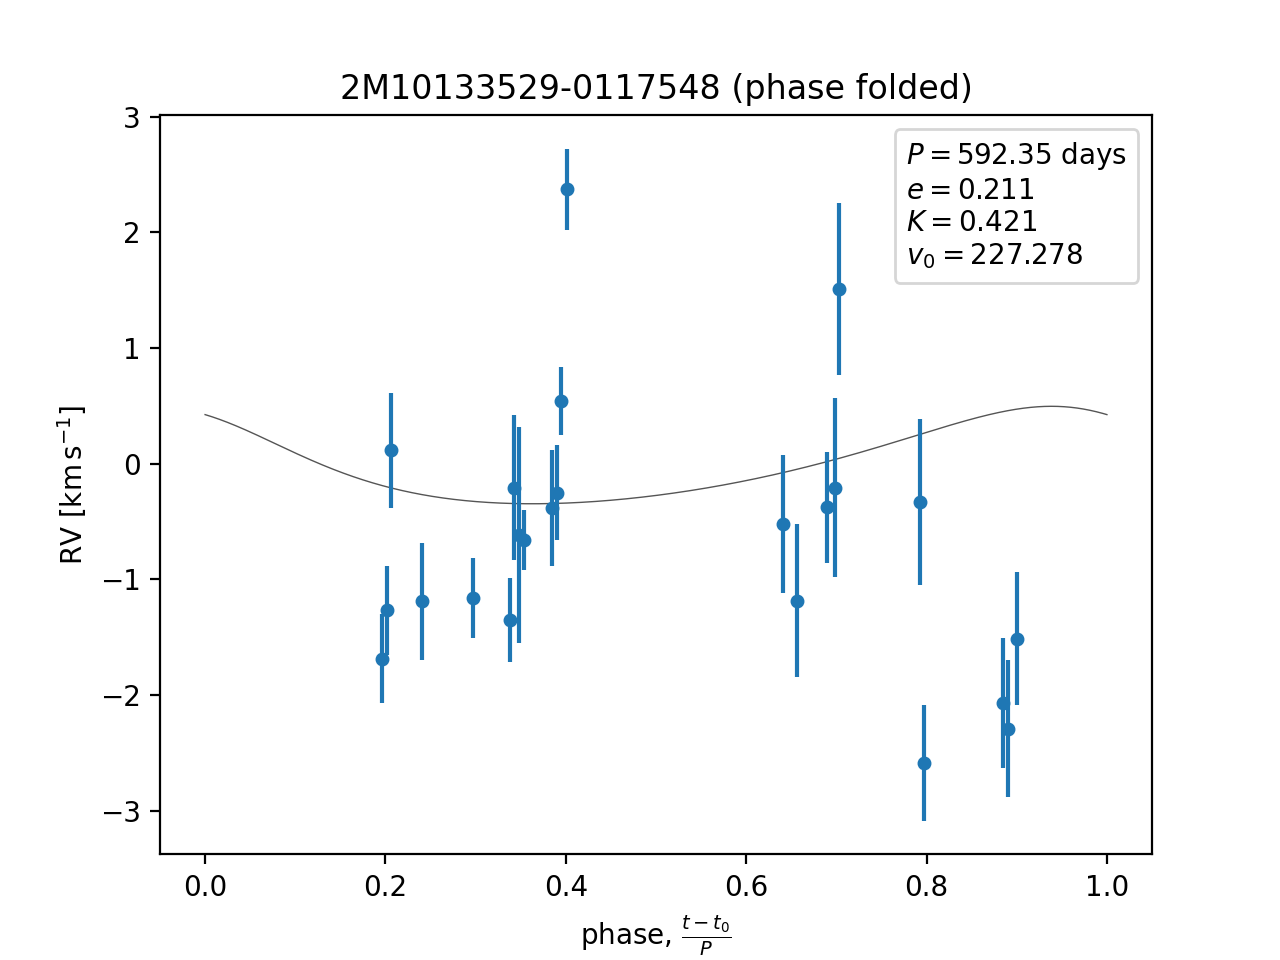 2M10133529-0117548 (phase folded)
P = 592.35 days
e = 0.211
K = 0.421
v₀ = 227.278
3
2
1
0
−1
−2
−3
RV [km s⁻¹]
0.0 0.2 0.4 0.6 0.8 1.0
phase, (t − t₀)/P